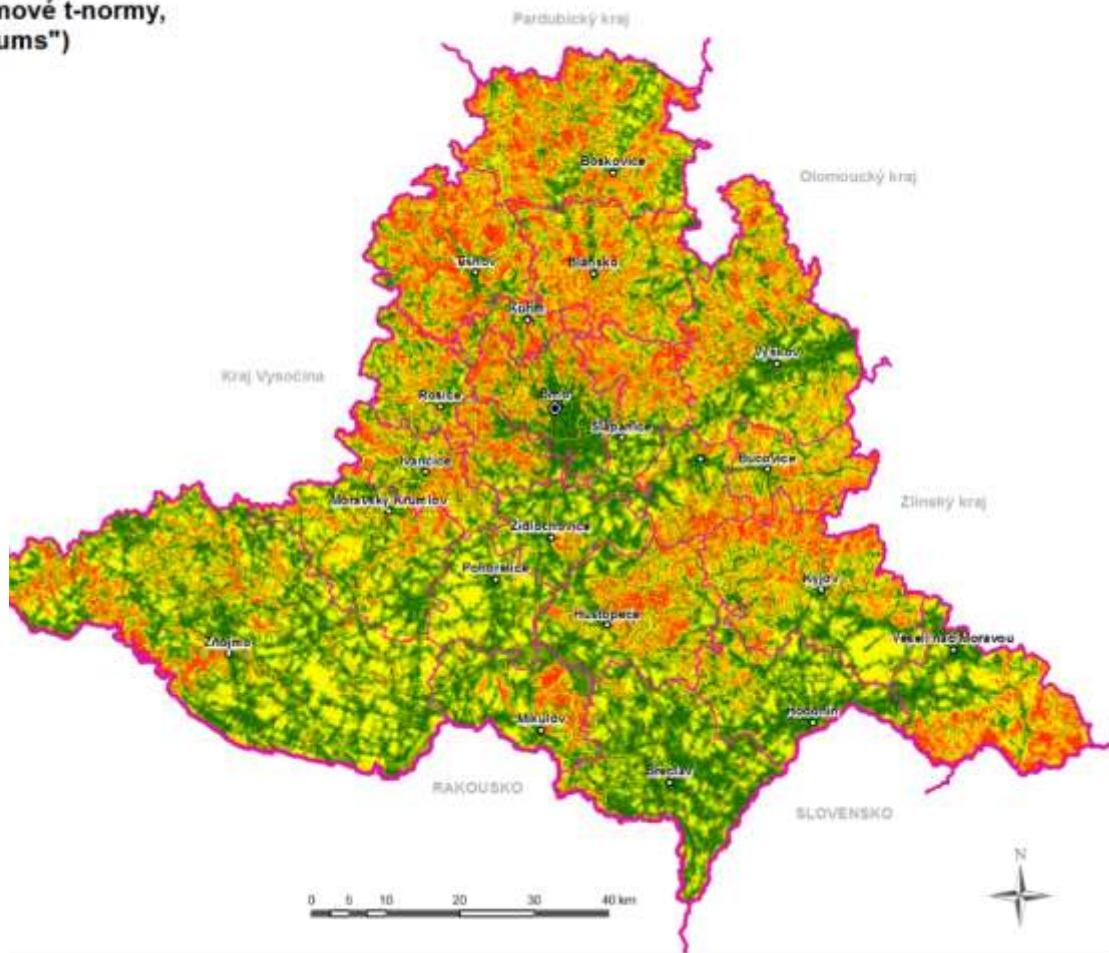 mové t-normy,
ums")
Pardubický kraj
Olomoucký kraj
Boskovice
Tišnov
Blansko
Kuřim
Vyškov
Kraj Vysočina
Rosice
Brno
Šlapanice
Ivančice
Bučovice
Moravský Krumlov
Zlínský kraj
Židlochovice
Pohořelice
Kyjov
Hustopeče
Znojmo
Veselí nad Moravou
Mikulov
Hodonín
Břeclav
RAKOUSKO
SLOVENSKO
N
0 5 10 20 30 40 km